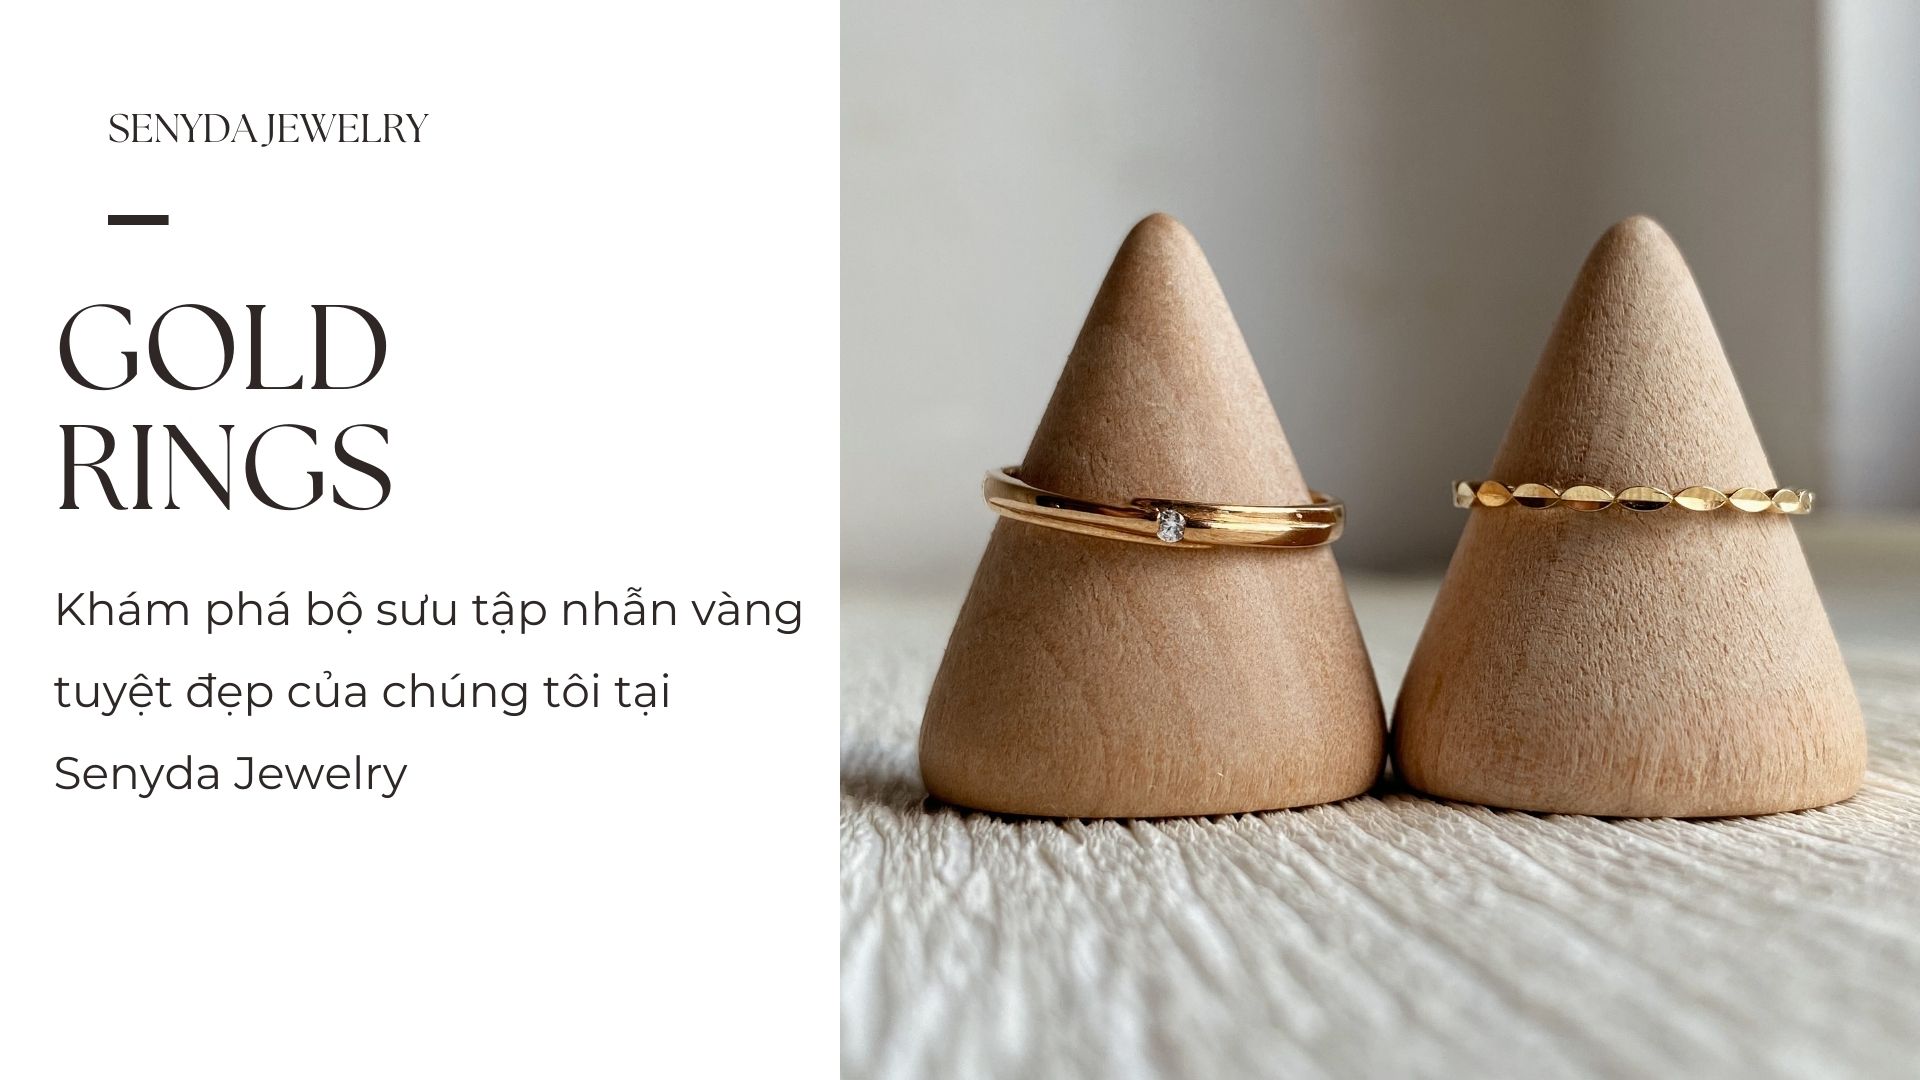 SENYDA JEWELRY
GOLD
RINGS
Khám phá bộ sưu tập nhẫn vàng
tuyệt đẹp của chúng tôi tại
Senyda Jewelry